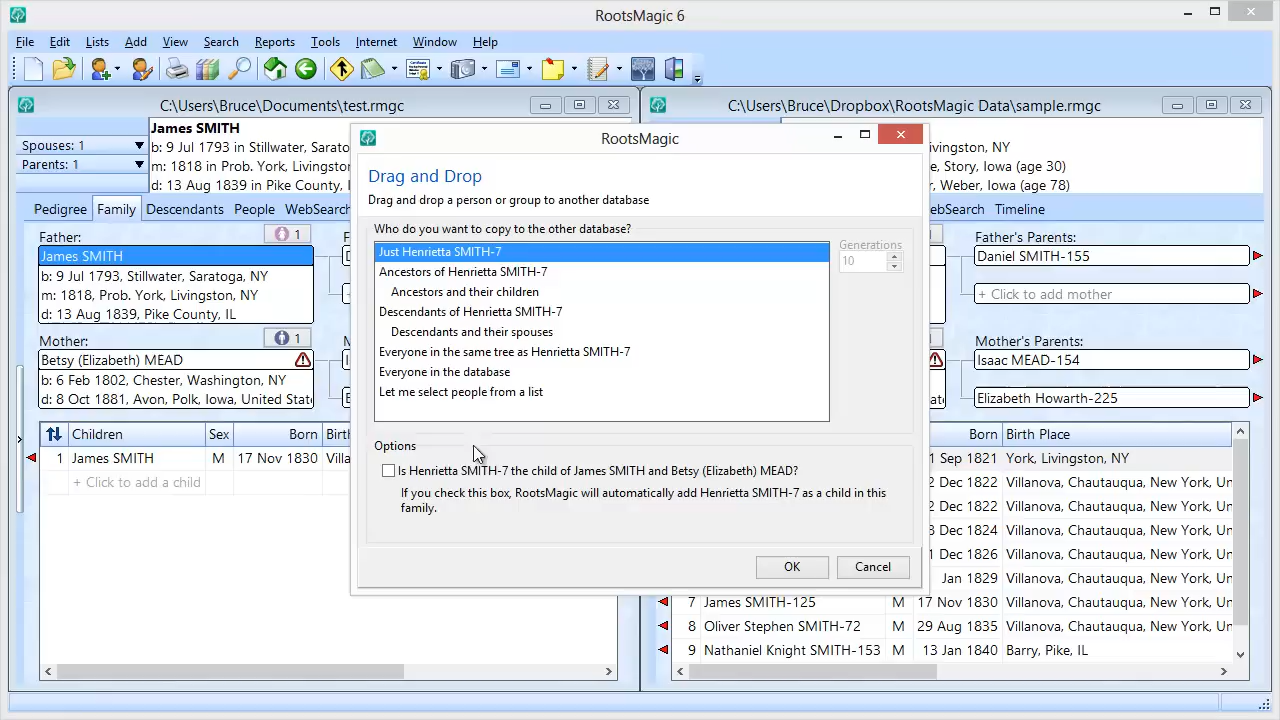 RootsMagic 6
File Edit Lists Add View Search Reports Tools Internet Window Help
C:\Users\Bruce\Documents\test.rmgc
James SMITH
Spouses: 1
b: 9 Jul 1793 in Stillwater, Saratog
Parents: 1
m: 1818 in Prob. York, Livingston
d: 13 Aug 1839 in Pike County, I
Pedigree Family Descendants People WebSearch
Father:
1
James SMITH
b: 9 Jul 1793, Stillwater, Saratoga, NY
m: 1818, Prob. York, Livingston, NY
d: 13 Aug 1839, Pike County, IL
Mother:
1
Betsy (Elizabeth) MEAD
b: 6 Feb 1802, Chester, Washington, NY
d: 8 Oct 1881, Avon, Polk, Iowa, United State
Children Sex Born Birth
1 James SMITH M 17 Nov 1830 Villa
+ Click to add a child
RootsMagic
Drag and Drop
Drag and drop a person or group to another database
Who do you want to copy to the other database?
Just Henrietta SMITH-7
Ancestors of Henrietta SMITH-7
Ancestors and their children
Descendants of Henrietta SMITH-7
Descendants and their spouses
Everyone in the same tree as Henrietta SMITH-7
Everyone in the database
Let me select people from a list
Generations
10
Options
Is Henrietta SMITH-7 the child of James SMITH and Betsy (Elizabeth) MEAD?
If you check this box, RootsMagic will automatically add Henrietta SMITH-7 as a child in this
family.
OK Cancel
C:\Users\Bruce\Dropbox\RootsMagic Data\sample.rmgc
vingston, NY
, Story, Iowa (age 30)
, Weber, Iowa (age 78)
ebSearch Timeline
Father's Parents:
Daniel SMITH-155
+ Click to add mother
Mother's Parents:
Isaac MEAD-154
Elizabeth Howarth-225
Born Birth Place
1 Sep 1821 York, Livingston, NY
2 Dec 1822 Villanova, Chautauqua, New York, Un
2 Dec 1822 Villanova, Chautauqua, New York, Un
3 Dec 1824 Villanova, Chautauqua, New York, Un
1 Dec 1826 Villanova, Chautauqua, New York, Un
Jan 1829 Villanova, Chautauqua, New York, Un
7 James SMITH-125 M 17 Nov 1830 Villanova, Chautauqua, New York, Un
8 Oliver Stephen SMITH-72 M 29 Aug 1835 Villanova, Chautauqua, New York, Un
9 Nathaniel Knight SMITH-153 M 13 Jan 1840 Barry, Pike, IL